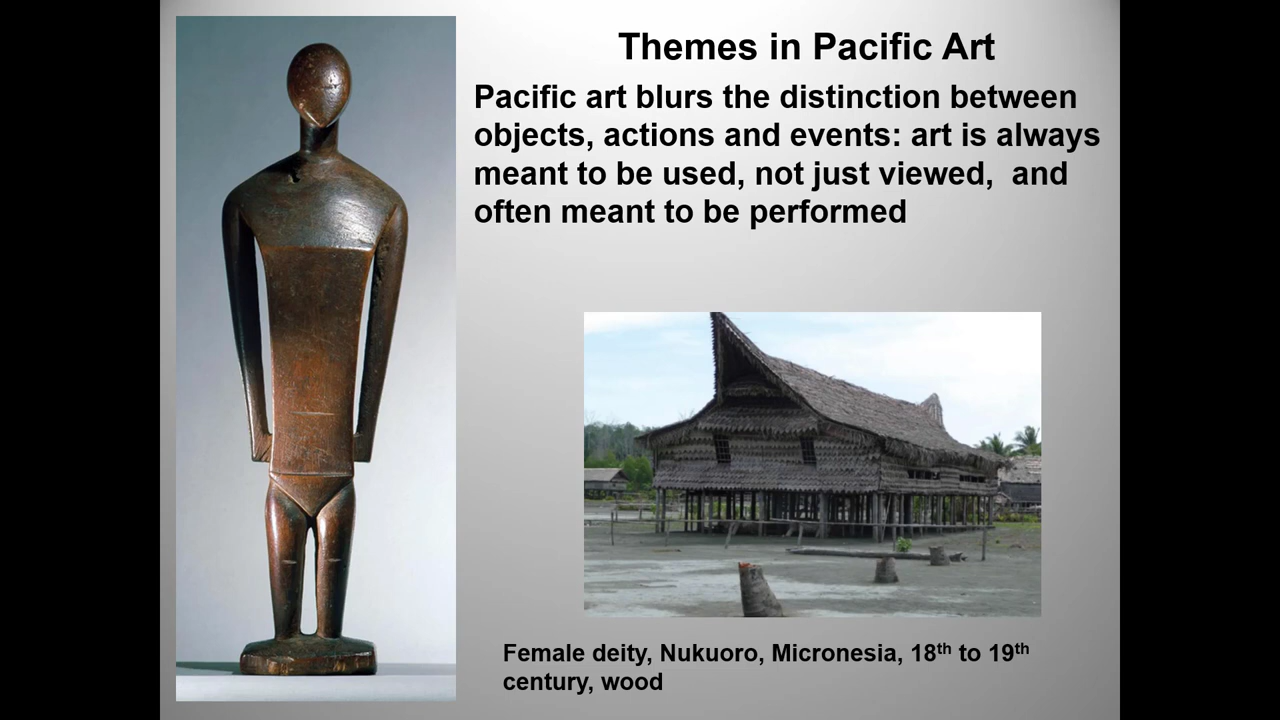 Themes in Pacific Art
Pacific art blurs the distinction between
objects, actions and events: art is always
meant to be used, not just viewed,  and
often meant to be performed
Female deity, Nukuoro, Micronesia, 18th to 19th
century, wood